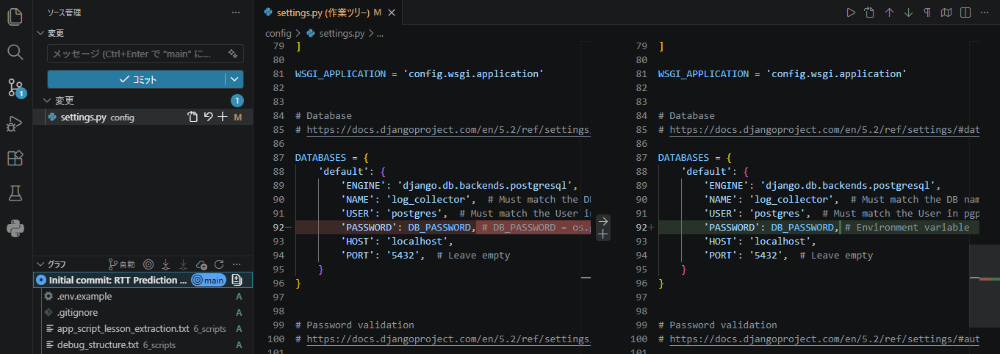 ソース管理
変更
メッセージ (Ctrl+Enter で "main" に...
コミット
変更 1
settings.py config M
1
グラフ 自動
Initial commit: RTT Prediction ... main
.env.example A
.gitignore A
app_script_lesson_extraction.txt 6_scripts A
debug_structure.txt 6_scripts A
settings.py (作業ツリー) M
config > settings.py > ...
79 ]
80
81 WSGI_APPLICATION = 'config.wsgi.application'
82
83
84 # Database
85 # https://docs.djangoproject.com/en/5.2/ref/settings/
86
87 DATABASES = {
88 'default': {
89 'ENGINE': 'django.db.backends.postgresql',
90 'NAME': 'log_collector', # Must match the DB
91 'USER': 'postgres', # Must match the User in
92 'PASSWORD': DB_PASSWORD, # DB_PASSWORD = os.
93 'HOST': 'localhost',
94 'PORT': '5432', # Leave empty
95 }
96 }
97
98
99 # Password validation
100 # https://docs.djangoproject.com/en/5.2/ref/settings/
101
79 ]
80
81 WSGI_APPLICATION = 'config.wsgi.application'
82
83
84 # Database
85 # https://docs.djangoproject.com/en/5.2/ref/settings/#dat
86
87 DATABASES = {
88 'default': {
89 'ENGINE': 'django.db.backends.postgresql',
90 'NAME': 'log_collector', # Must match the DB nam
91 'USER': 'postgres', # Must match the User in pgp
92 'PASSWORD': DB_PASSWORD, # Environment variable
93 'HOST': 'localhost',
94 'PORT': '5432', # Leave empty
95 }
96 }
97
98
99 # Password validation
100 # https://docs.djangoproject.com/en/5.2/ref/settings/#aut
101